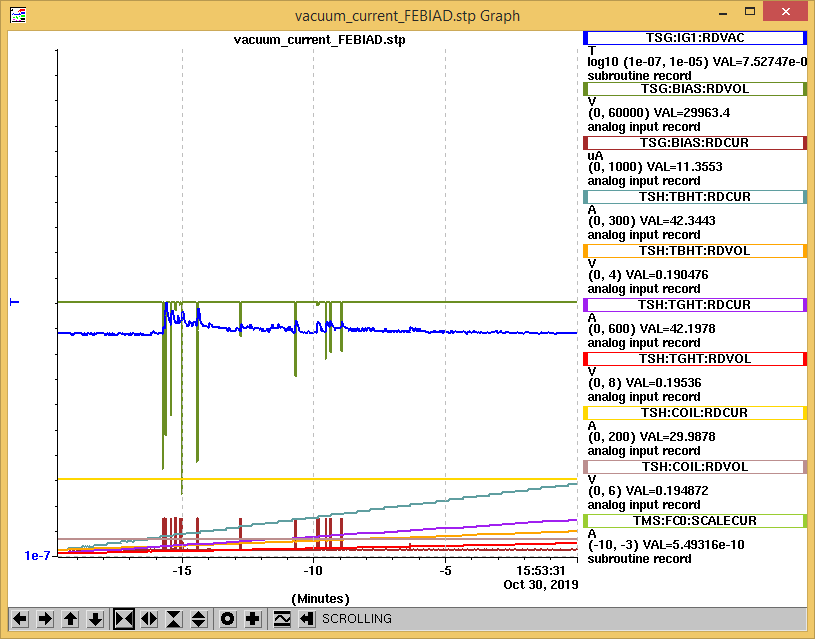 vacuum_current_FEBIAD.stp Graph
vacuum_current_FEBIAD.stp
T
1e-7
-15
-10
-5
15:53:31
Oct 30, 2019
(Minutes)
TSG:IG1:RDVAC
T
log10 (1e-07, 1e-05) VAL=7.52747e-0
subroutine record
TSG:BIAS:RDVOL
V
(0, 60000) VAL=29963.4
analog input record
TSG:BIAS:RDCUR
uA
(0, 1000) VAL=11.3553
analog input record
TSH:TBHT:RDCUR
A
(0, 300) VAL=42.3443
analog input record
TSH:TBHT:RDVOL
V
(0, 4) VAL=0.190476
analog input record
TSH:TGHT:RDCUR
A
(0, 600) VAL=42.1978
analog input record
TSH:TGHT:RDVOL
V
(0, 8) VAL=0.19536
analog input record
TSH:COIL:RDCUR
A
(0, 200) VAL=29.9878
analog input record
TSH:COIL:RDVOL
V
(0, 6) VAL=0.194872
analog input record
TMS:FC0:SCALECUR
A
(-10, -3) VAL=5.49316e-10
subroutine record
SCROLLING